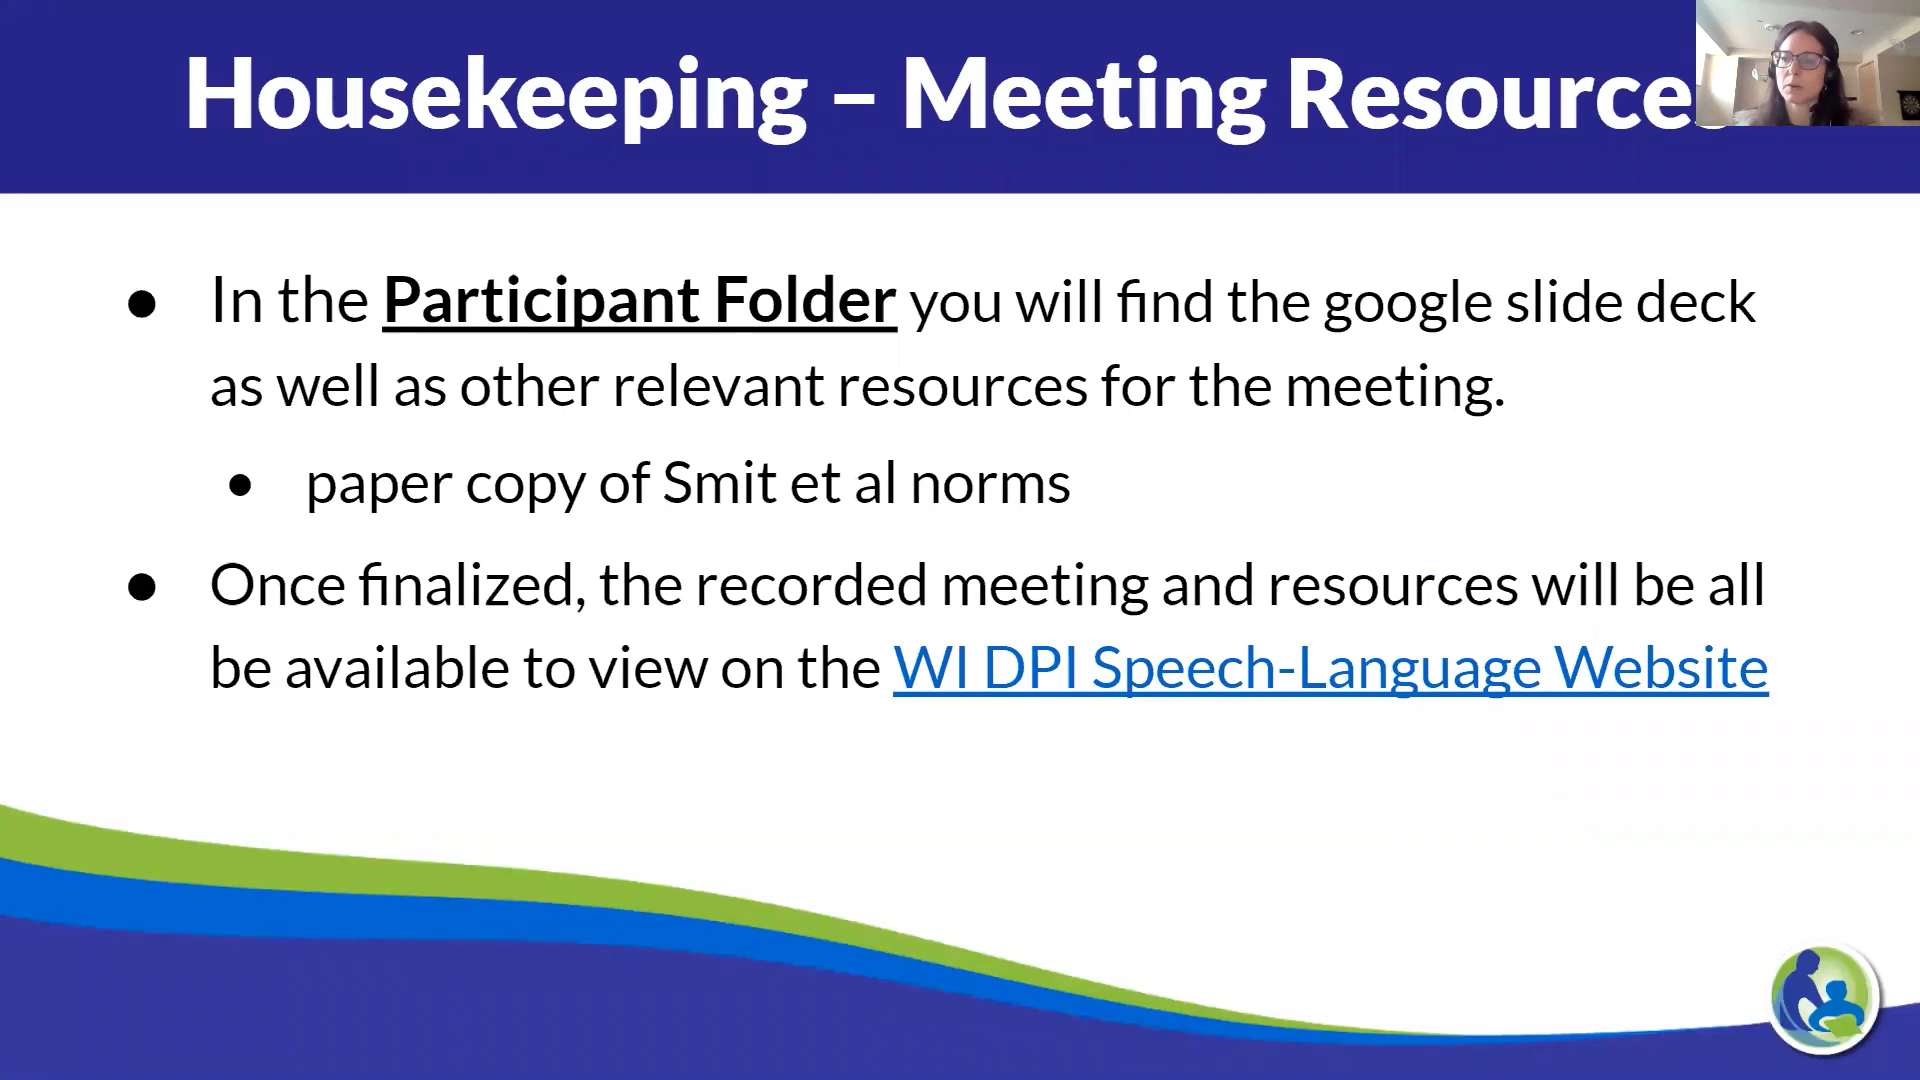 Housekeeping – Meeting Resources
In the Participant Folder you will find the google slide deck
as well as other relevant resources for the meeting.
paper copy of Smit et al norms
Once finalized, the recorded meeting and resources will be all
be available to view on the WI DPI Speech-Language Website